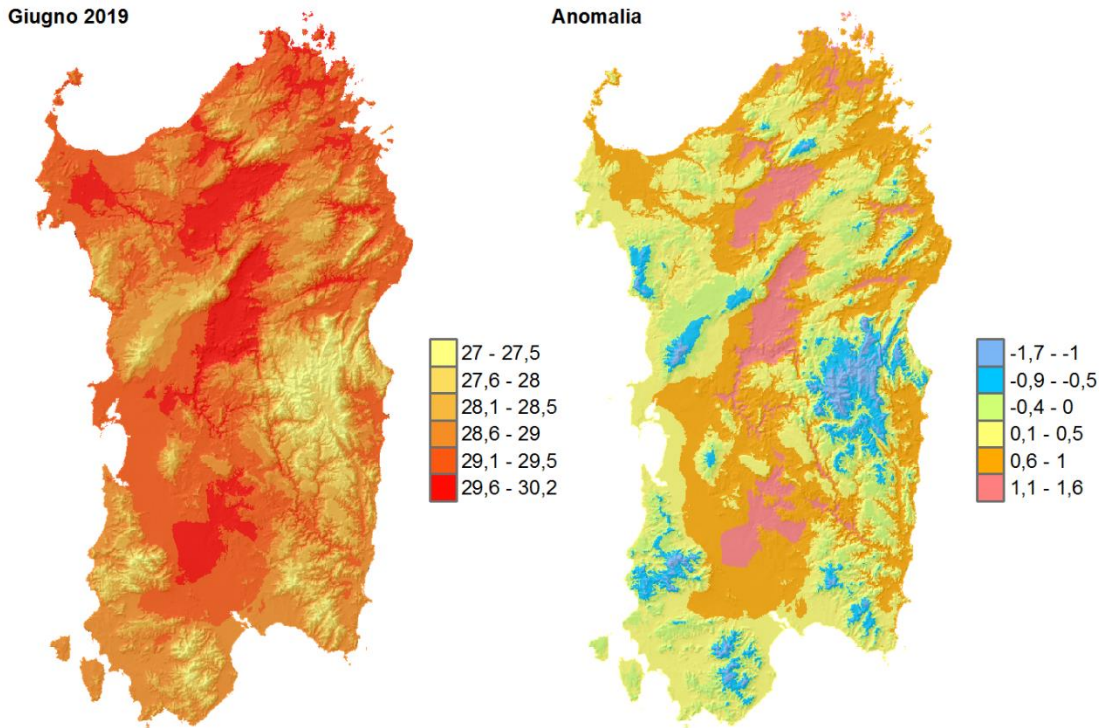 Giugno 2019
Anomalia
27 - 27,5
27,6 - 28
28,1 - 28,5
28,6 - 29
29,1 - 29,5
29,6 - 30,2
-1,7 - -1
-0,9 - -0,5
-0,4 - 0
0,1 - 0,5
0,6 - 1
1,1 - 1,6